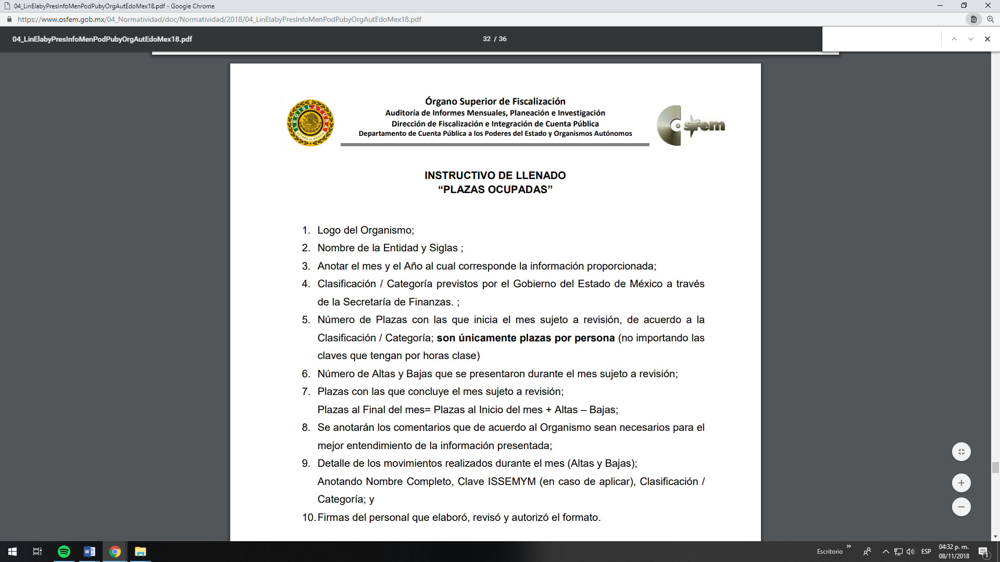 04_LinElabyPresInfoMenPodPubyOrgAutEdoMex18.pdf - Google Chrome
https://www.osfem.gob.mx/04_Normatividad/doc/Normatividad/2018/04_LinElabyPresInfoMenPodPubyOrgAutEdoMex18.pdf
04_LinElabyPresInfoMenPodPubyOrgAutEdoMex18.pdf
32 / 36
LEGISLATURA
ESTADO DE MEXICO
Órgano Superior de Fiscalización
Auditoría de Informes Mensuales, Planeación e Investigación
Dirección de Fiscalización e Integración de Cuenta Pública
Departamento de Cuenta Pública a los Poderes del Estado y Organismos Autónomos
osfem
INSTRUCTIVO DE LLENADO
“PLAZAS OCUPADAS”
1. Logo del Organismo;
2. Nombre de la Entidad y Siglas ;
3. Anotar el mes y el Año al cual corresponde la información proporcionada;
4. Clasificación / Categoría previstos por el Gobierno del Estado de México a través
de la Secretaría de Finanzas. ;
5. Número de Plazas con las que inicia el mes sujeto a revisión, de acuerdo a la
Clasificación / Categoría; son únicamente plazas por persona (no importando las
claves que tengan por horas clase)
6. Número de Altas y Bajas que se presentaron durante el mes sujeto a revisión;
7. Plazas con las que concluye el mes sujeto a revisión;
Plazas al Final del mes= Plazas al Inicio del mes + Altas – Bajas;
8. Se anotarán los comentarios que de acuerdo al Organismo sean necesarios para el
mejor entendimiento de la información presentada;
9. Detalle de los movimientos realizados durante el mes (Altas y Bajas);
Anotando Nombre Completo, Clave ISSEMYM (en caso de aplicar), Clasificación /
Categoría; y
10. Firmas del personal que elaboró, revisó y autorizó el formato.
Escritorio
ESP
04:32 p. m.
08/11/2018
1